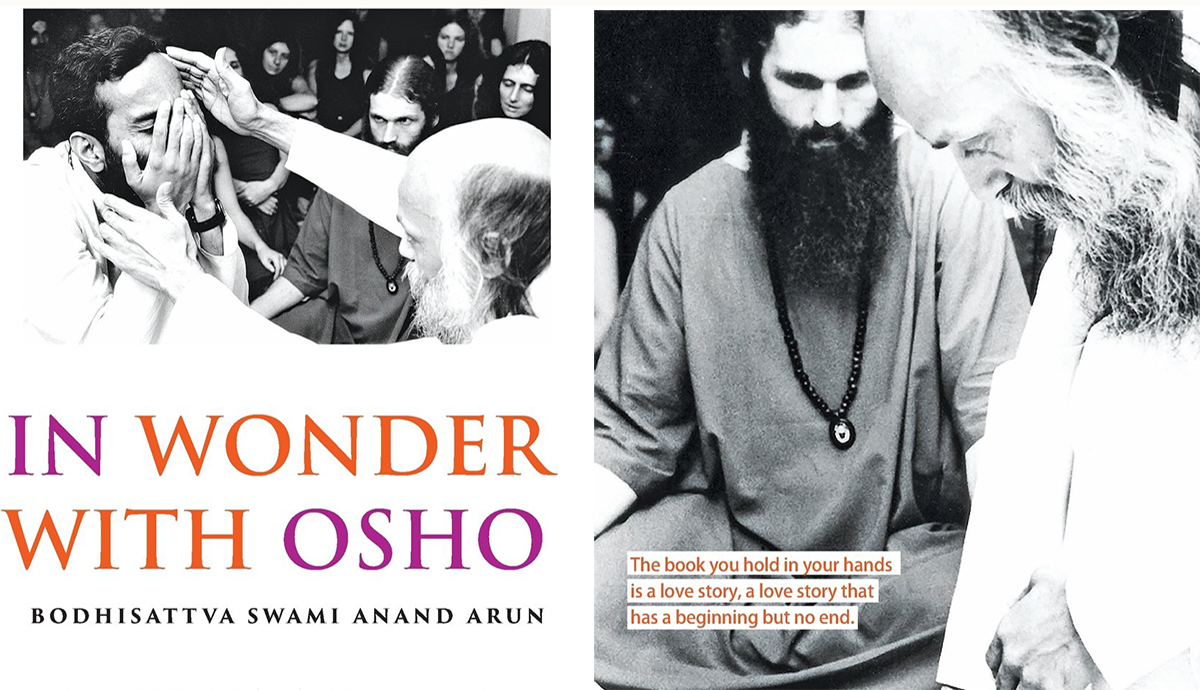 IN WONDER
WITH OSHO
BODHISATTVA SWAMI ANAND ARUN
The book you hold in your hands
is a love story, a love story that
has a beginning but no end.